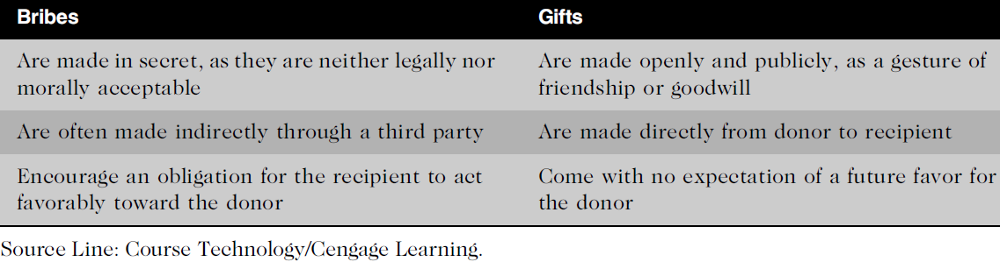 Bribes
Gifts
Are made in secret, as they are neither legally nor
morally acceptable
Are made openly and publicly, as a gesture of
friendship or goodwill
Are often made indirectly through a third party
Are made directly from donor to recipient
Encourage an obligation for the recipient to act
favorably toward the donor
Come with no expectation of a future favor for
the donor
Source Line: Course Technology/Cengage Learning.